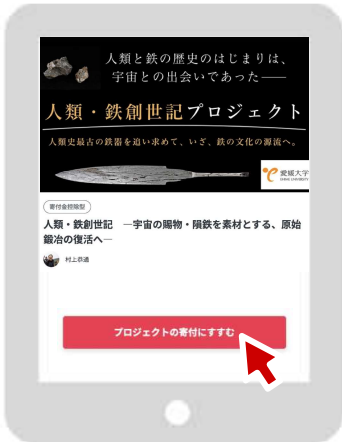 人類と鉄の歴史のはじまりは、
宇宙との出会いであった――
人類・鉄創世記プロジェクト
人類史最古の鉄器を追い求めて、いざ、鉄の文化の源流へ。
愛媛大学
EHIME UNIVERSITY
寄付金控除型
人類・鉄創世記 ―宇宙の賜物・隕鉄を素材とする、原始
鍛冶の復活へ―
村上恭通
プロジェクトの寄付にすすむ